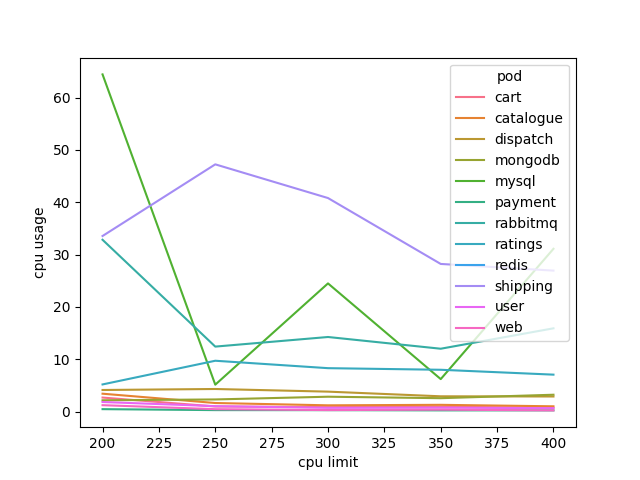 pod
cart
catalogue
dispatch
mongodb
mysql
payment
rabbitmq
ratings
redis
shipping
user
web
60
50
40
30
20
10
0
cpu usage
200 225 250 275 300 325 350 375 400
cpu limit